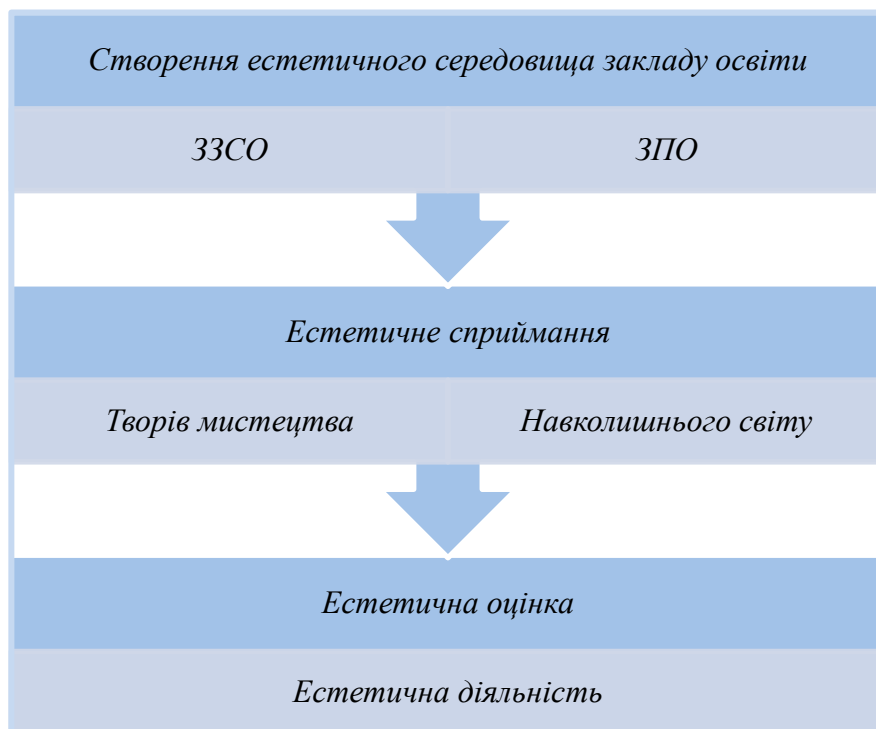 Створення естетичного середовища закладу освіти
ЗЗСО
ЗПО
Естетичне сприймання
Творів мистецтва
Навколишнього світу
Естетична оцінка
Естетична діяльність